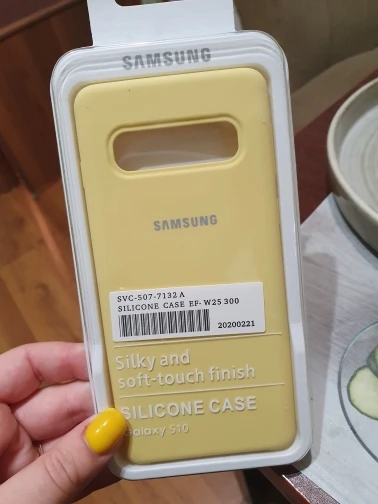 SAMSUNG
SAMSUNG
SVC-507-7132 A
SILICONE CASE EF- W25 300
20200221
Silky and
soft-touch finish
SILICONE CASE
Galaxy S10